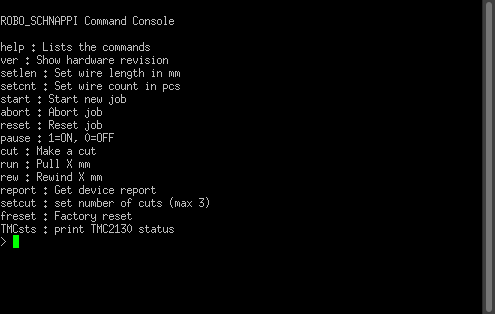 ROBO_SCHNAPPI Command Console
help : Lists the commands
ver : Show hardware revision
setlen : Set wire length in mm
setcnt : Set wire count in pcs
start : Start new job
abort : Abort job
reset : Reset job
pause : 1=ON, 0=OFF
cut : Make a cut
run : Pull X mm
rew : Rewind X mm
report : Get device report
setcut : set number of cuts (max 3)
freset : Factory reset
TMCsts : print TMC2130 status
>